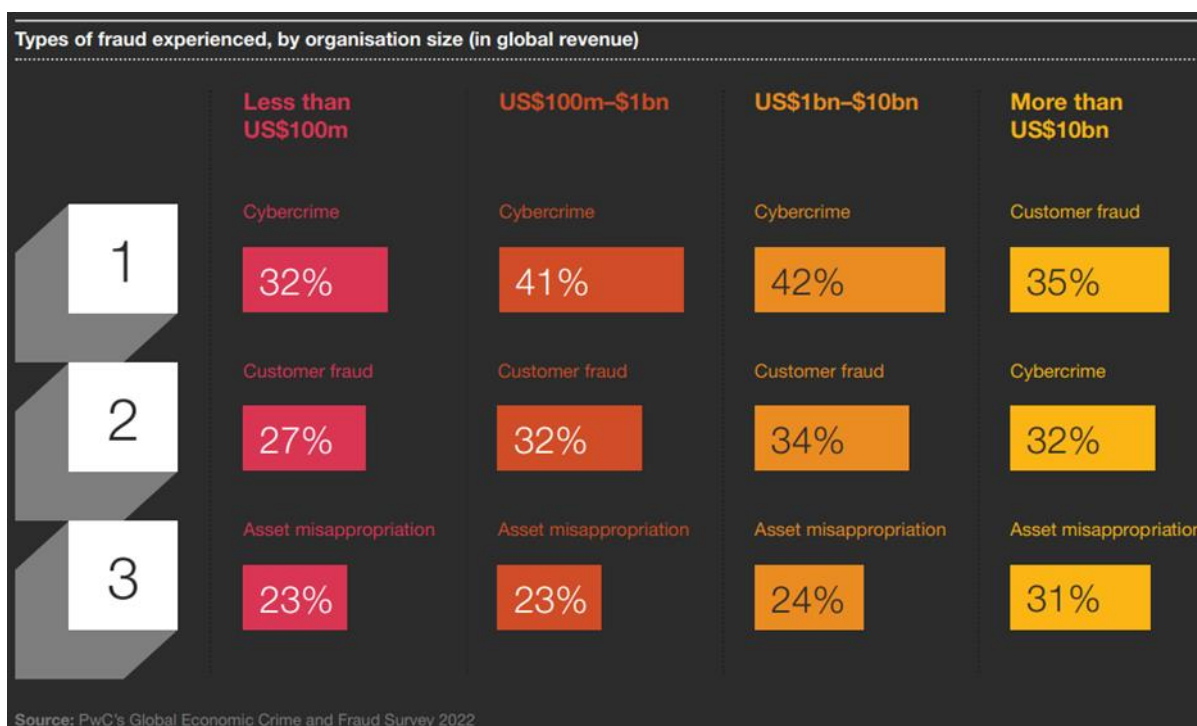 Types of fraud experienced, by organisation size (in global revenue)
Less than
US$100m
US$100m–$1bn
US$1bn–$10bn
More than
US$10bn
1
Cybercrime
32%
Cybercrime
41%
Cybercrime
42%
Customer fraud
35%
2
Customer fraud
27%
Customer fraud
32%
Customer fraud
34%
Cybercrime
32%
3
Asset misappropriation
23%
Asset misappropriation
23%
Asset misappropriation
24%
Asset misappropriation
31%
Source: PwC's Global Economic Crime and Fraud Survey 2022